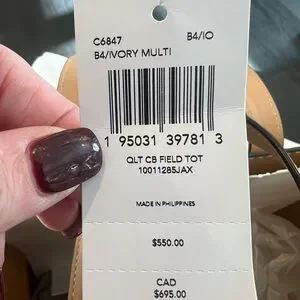 C6847 B4/IO
B4/IVORY MULTI
1 95031 39781 3
QLT CB FIELD TOT
10011285JAX
MADE IN PHILIPPINES
$550.00
CAD
$695.00